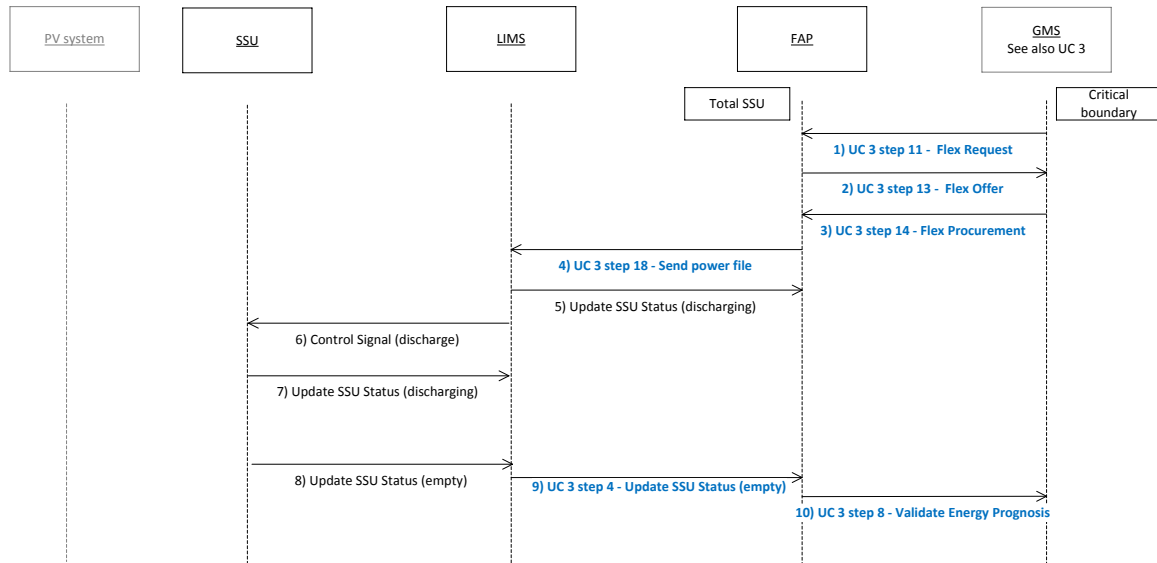 PV system
SSU
LIMS
FAP
GMS
See also UC 3
Total SSU
Critical
boundary
1) UC 3 step 11 - Flex Request
2) UC 3 step 13 - Flex Offer
3) UC 3 step 14 - Flex Procurement
4) UC 3 step 18 - Send power file
5) Update SSU Status (discharging)
6) Control Signal (discharge)
7) Update SSU Status (discharging)
8) Update SSU Status (empty)
9) UC 3 step 4 - Update SSU Status (empty)
10) UC 3 step 8 - Validate Energy Prognosis